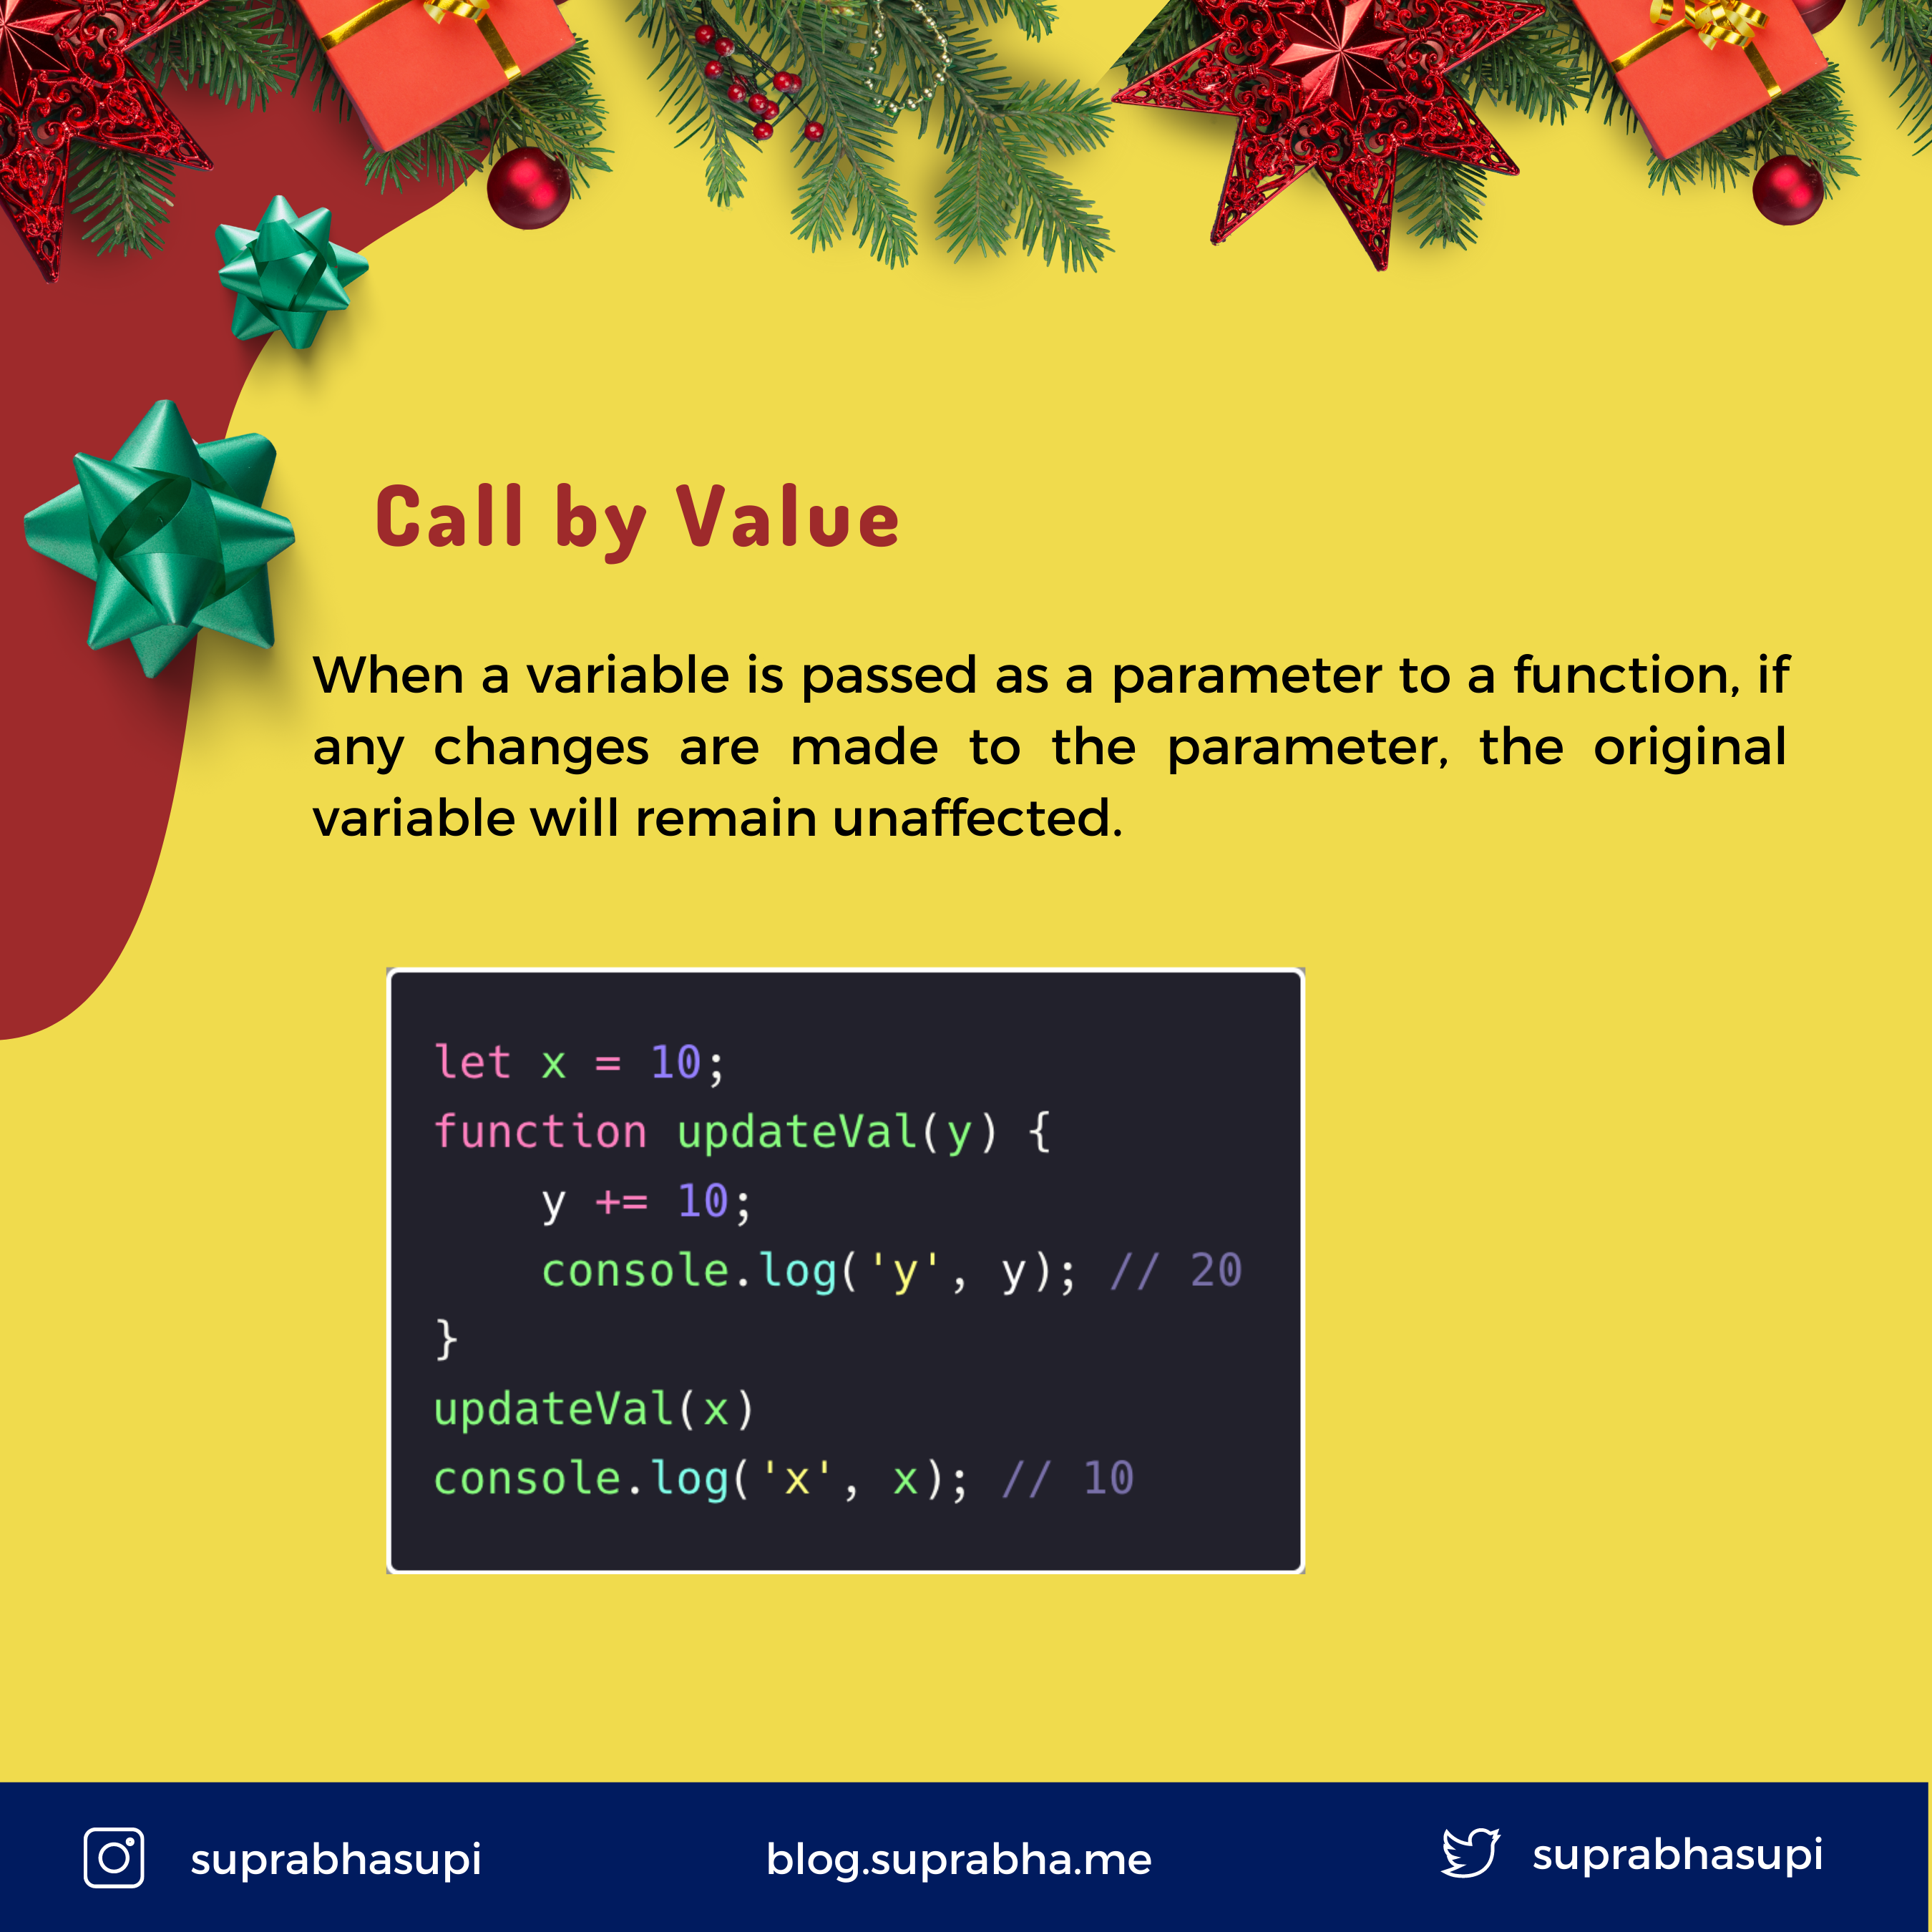 Call by Value
When a variable is passed as a parameter to a function, if
any changes are made to the parameter, the original
variable will remain unaffected.
let x = 10;
function updateVal(y) {
    y += 10;
    console.log('y', y); // 20
}
updateVal(x)
console.log('x', x); // 10
suprabhasupi
blog.suprabha.me
suprabhasupi